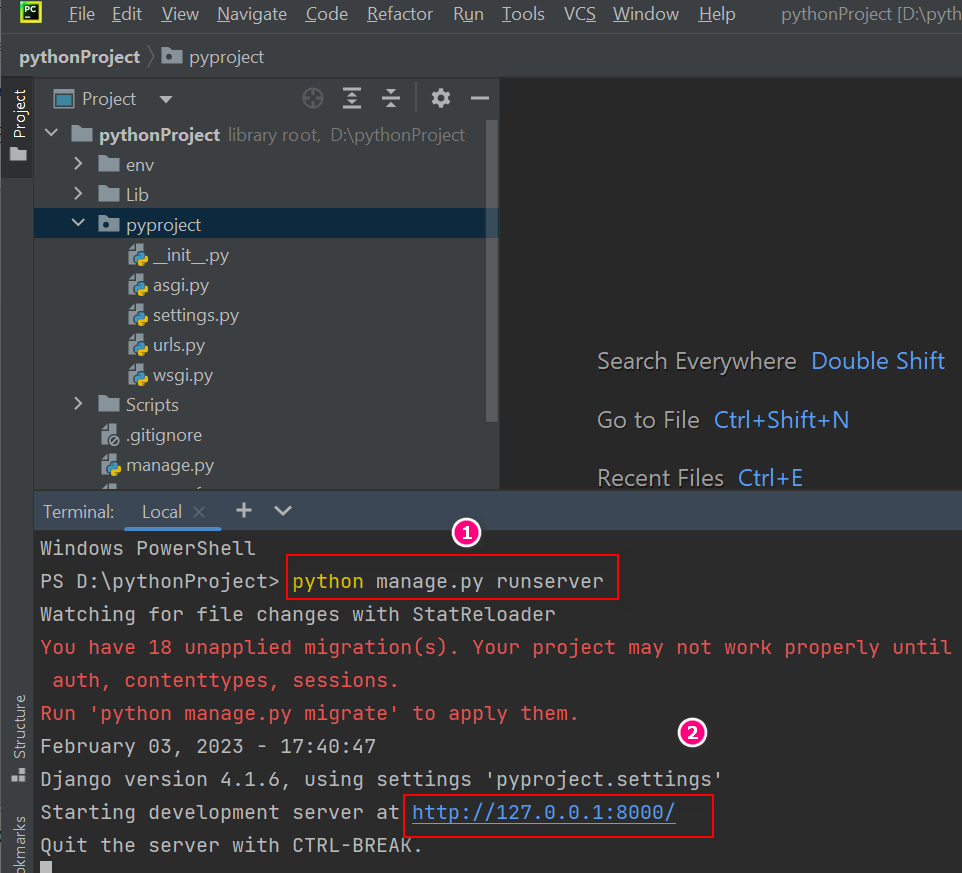 PC File Edit View Navigate Code Refactor Run Tools VCS Window Help pythonProject [D:\pyth
pythonProject pyproject
Project
Project
pythonProject library root, D:\pythonProject
env
Lib
pyproject
__init__.py
asgi.py
settings.py
urls.py
wsgi.py
Scripts
.gitignore
manage.py
Search Everywhere Double Shift
Go to File Ctrl+Shift+N
Recent Files Ctrl+E
Terminal: Local
1
Windows PowerShell
PS D:\pythonProject> python manage.py runserver
Watching for file changes with StatReloader
You have 18 unapplied migration(s). Your project may not work properly until
auth, contenttypes, sessions.
Run 'python manage.py migrate' to apply them.
2
February 03, 2023 - 17:40:47
Django version 4.1.6, using settings 'pyproject.settings'
Starting development server at http://127.0.0.1:8000/
Quit the server with CTRL-BREAK.
Structure
okmarks